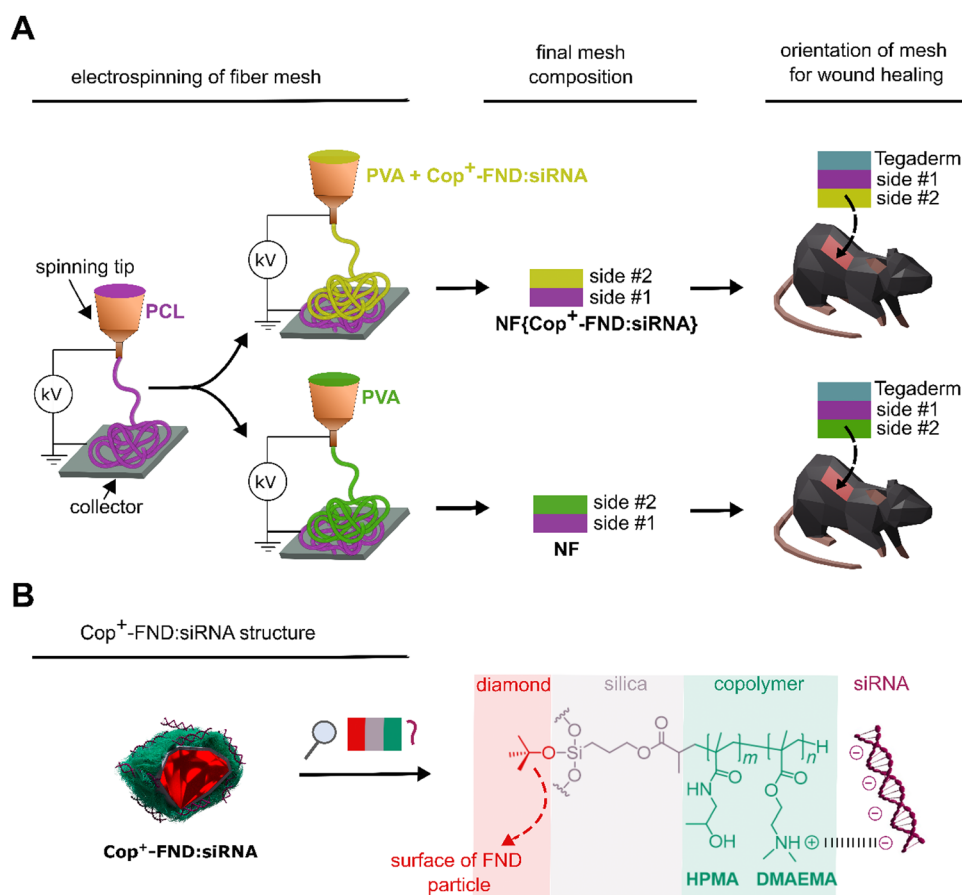 A
electrospinning of fiber mesh
final mesh
composition
orientation of mesh
for wound healing
PVA + Cop⁺-FND:siRNA
kV
spinning tip
PCL
kV
collector
side #2
side #1
NF{Cop⁺-FND:siRNA}
Tegaderm
side #1
side #2
PVA
kV
side #2
side #1
NF
Tegaderm
side #1
side #2
B
Cop⁺-FND:siRNA structure
Cop⁺-FND:siRNA
diamond
silica
copolymer
siRNA
O
O
Si
O
O
O
m
n
H
O
HN
OH
O
O
NH
+
−
−
−
−
surface of FND
particle
HPMA
DMAEMA